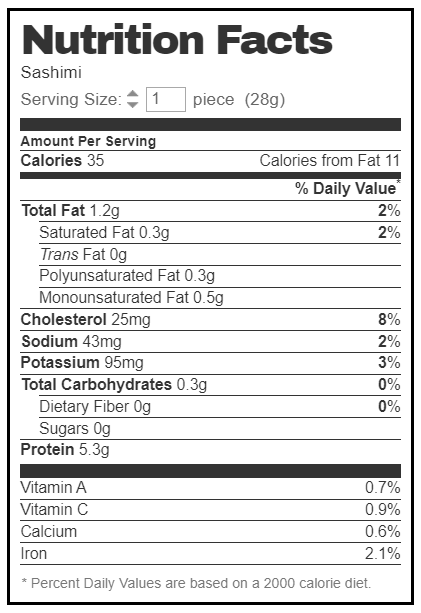 Nutrition Facts
Sashimi
Serving Size: 1 piece (28g)
Amount Per Serving
Calories 35 Calories from Fat 11
% Daily Value*
Total Fat 1.2g 2%
Saturated Fat 0.3g 2%
Trans Fat 0g
Polyunsaturated Fat 0.3g
Monounsaturated Fat 0.5g
Cholesterol 25mg 8%
Sodium 43mg 2%
Potassium 95mg 3%
Total Carbohydrates 0.3g 0%
Dietary Fiber 0g 0%
Sugars 0g
Protein 5.3g
Vitamin A 0.7%
Vitamin C 0.9%
Calcium 0.6%
Iron 2.1%
* Percent Daily Values are based on a 2000 calorie diet.